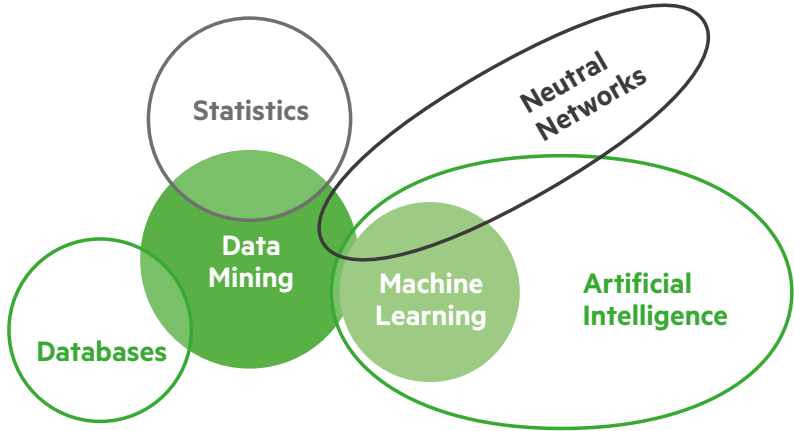 Neutral
Networks
Statistics
Data
Mining
Machine
Learning
Artificial
Intelligence
Databases